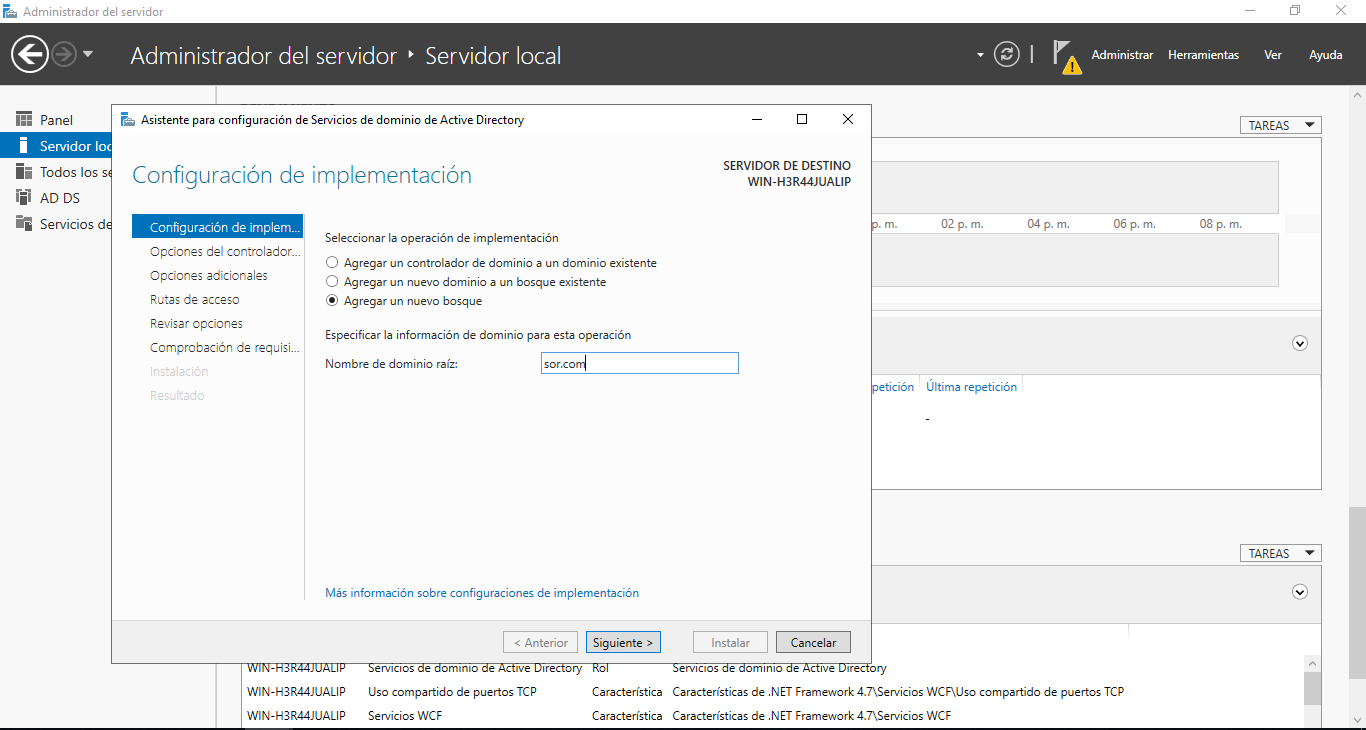 Administrador del servidor
Administrador del servidor ‣ Servidor local
Administrar Herramientas Ver Ayuda
Panel
Servidor loc
Todos los se
AD DS
Servicios de
Asistente para configuración de Servicios de dominio de Active Directory
Configuración de implementación
SERVIDOR DE DESTINO
WIN-H3R44JUALIP
Configuración de implem...
Opciones del controlador...
Opciones adicionales
Rutas de acceso
Revisar opciones
Comprobación de requisi...
Instalación
Resultado
Seleccionar la operación de implementación
Agregar un controlador de dominio a un dominio existente
Agregar un nuevo dominio a un bosque existente
Agregar un nuevo bosque
Especificar la información de dominio para esta operación
Nombre de dominio raíz: sor.com
Más información sobre configuraciones de implementación
< Anterior Siguiente > Instalar Cancelar
TAREAS
p. m. 02 p. m. 04 p. m. 06 p. m. 08 p. m.
petición Última repetición
-
TAREAS
WIN-H3R44JUALIP Servicios de dominio de Active Directory Rol Servicios de dominio de Active Directory
WIN-H3R44JUALIP Uso compartido de puertos TCP Característica Características de .NET Framework 4.7\Servicios WCF\Uso compartido de puertos TCP
WIN-H3R44JUALIP Servicios WCF Característica Características de .NET Framework 4.7\Servicios WCF